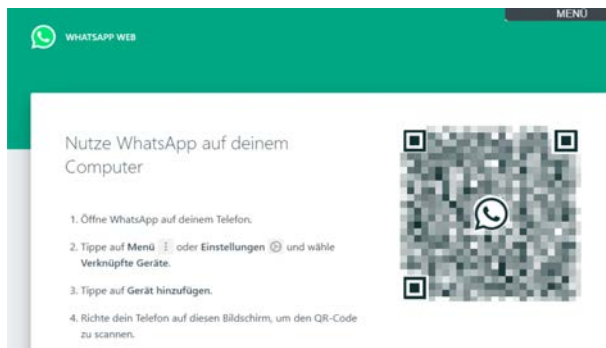 MENÜ
WHATSAPP WEB
Nutze WhatsApp auf deinem
Computer
1. Öffne WhatsApp auf deinem Telefon.
2. Tippe auf Menü oder Einstellungen und wähle
Verknüpfte Geräte.
3. Tippe auf Gerät hinzufügen.
4. Richte dein Telefon auf diesen Bildschirm, um den QR-Code
zu scannen.